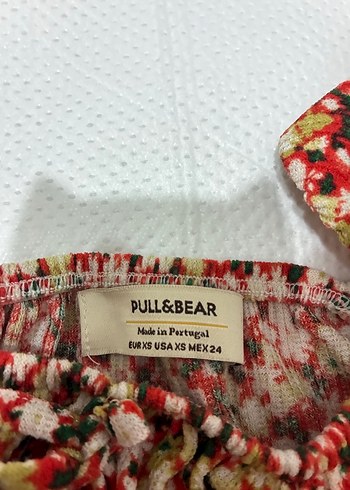 PULL&BEAR
Made in Portugal
EUR XS USA XS MEX 24